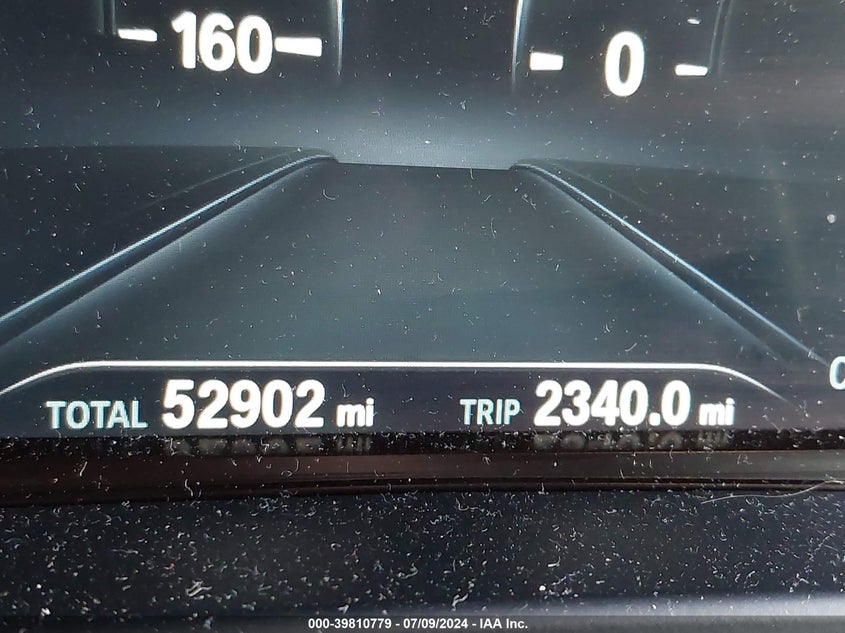 160 0
TOTAL 52902 mi TRIP 2340.0 mi
000-39810779 - 07/09/2024 - IAA Inc.